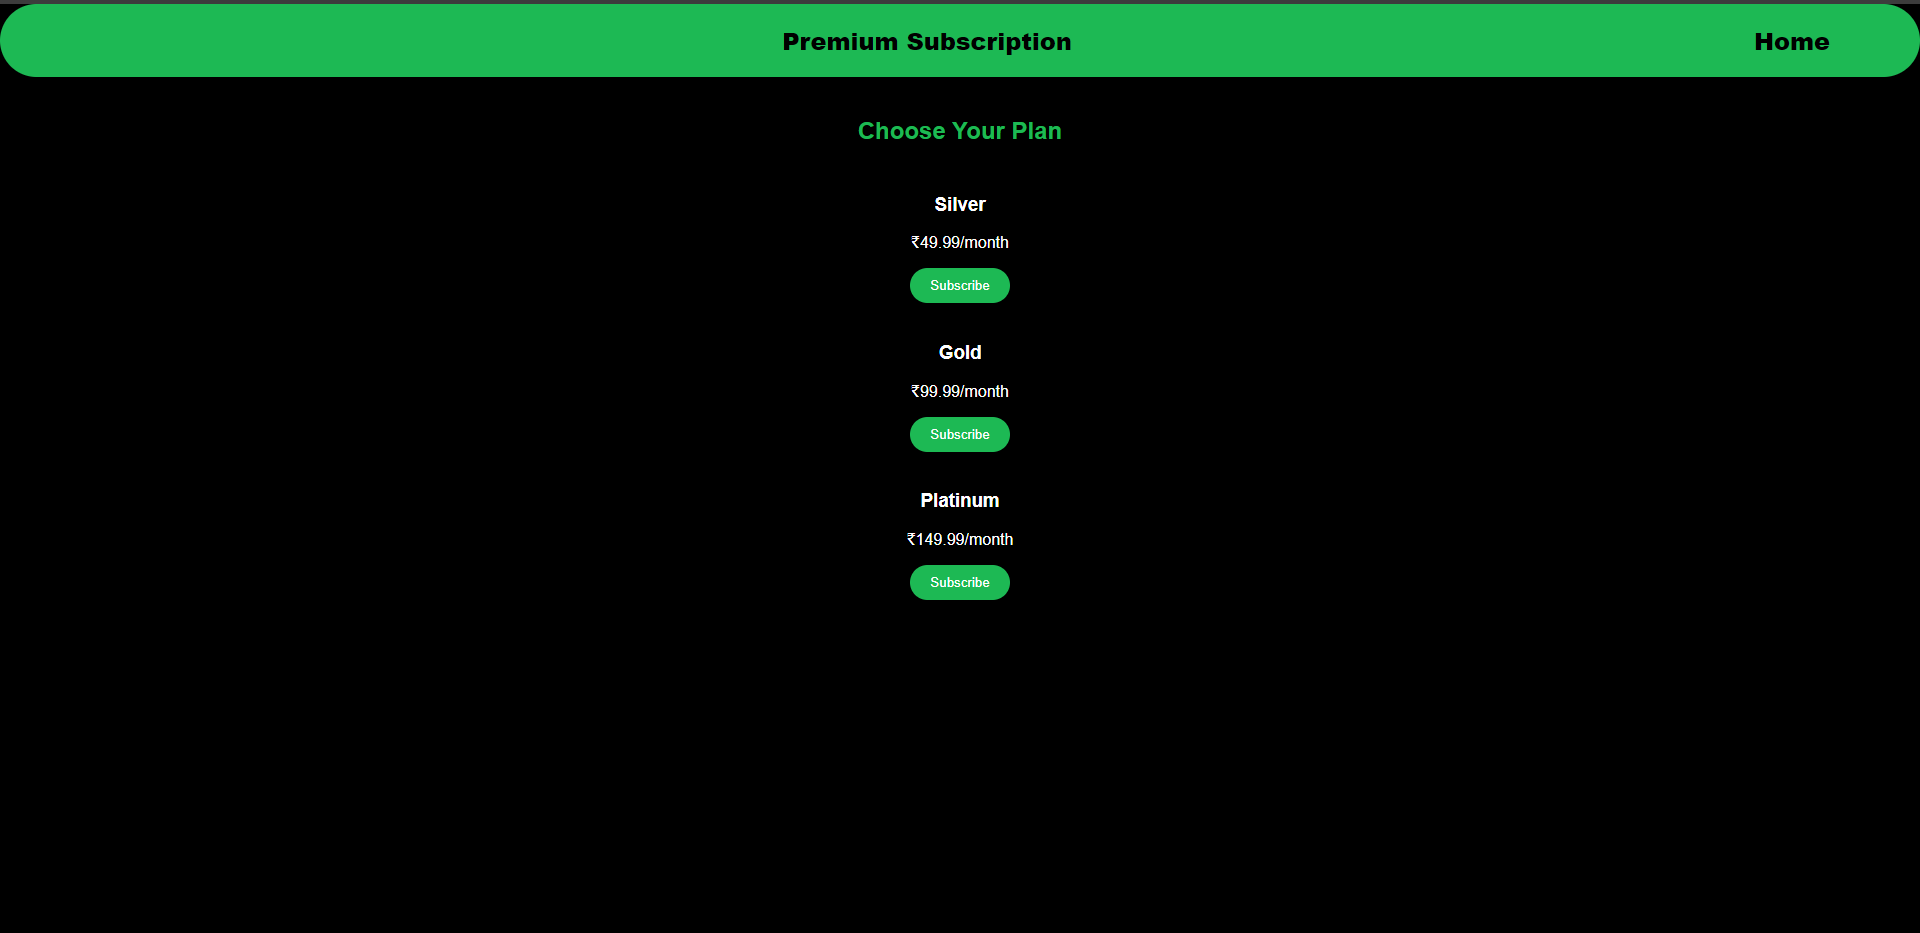 Premium Subscription Home
Choose Your Plan
Silver
₹49.99/month
Subscribe
Gold
₹99.99/month
Subscribe
Platinum
₹149.99/month
Subscribe